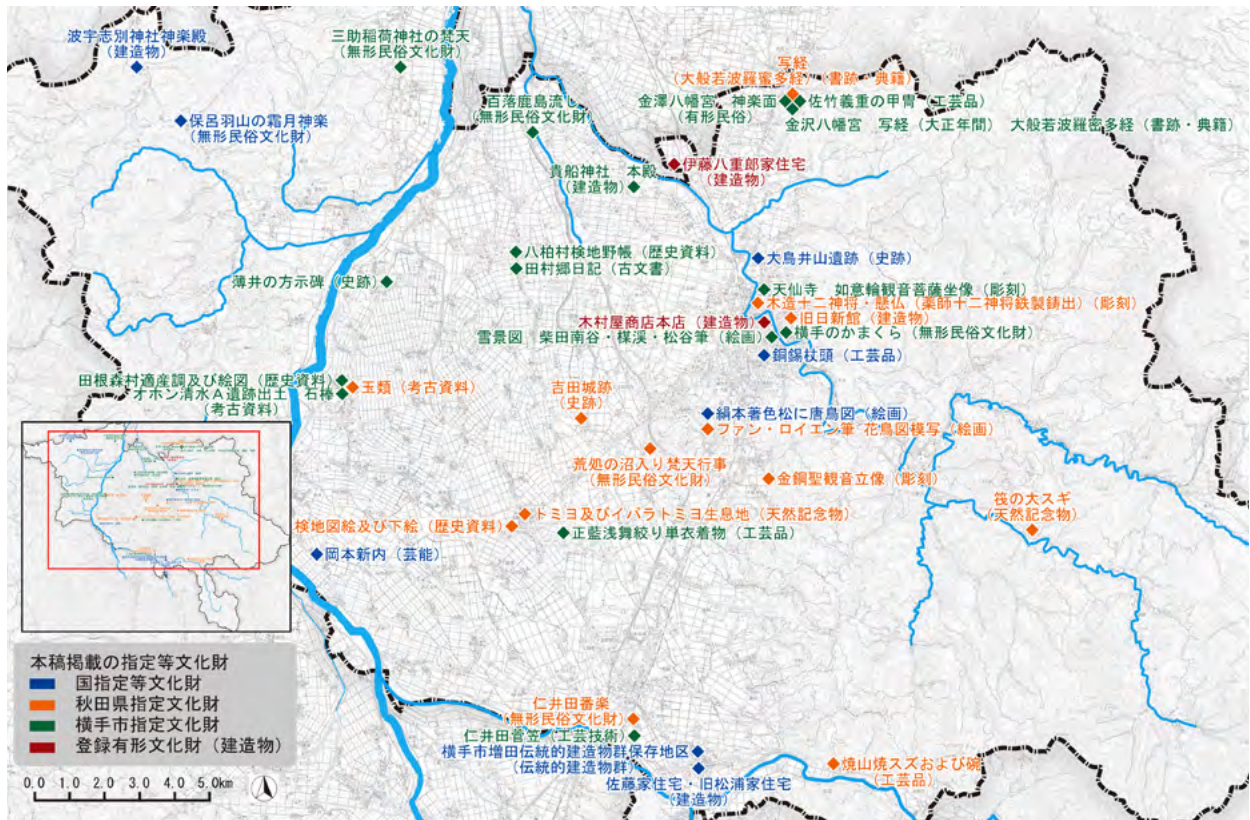 波宇志別神社神楽殿
(建造物)
三助稲荷神社の梵天
(無形民俗文化財)
写経
(大般若波羅蜜多経)(書跡・典籍)
百落鹿島流し
(無形民俗文化財)
金澤八幡宮　神楽面
(有形民俗)
佐竹義重の甲冑(工芸品)
金沢八幡宮　写経(大正年間)　大般若波羅蜜多経(書跡・典籍)
保呂羽山の霜月神楽
(無形民俗文化財)
貴船神社　本殿
(建造物)
伊藤八重郎家住宅
(建造物)
八柏村検地野帳(歴史資料)
田村郷日記(古文書)
大鳥井山遺跡(史跡)
薄井の方示碑(史跡)
天仙寺　如意輪観音菩薩坐像(彫刻)
木造十二神将・懸仏(薬師十二神将鉄製鋳出)(彫刻)
木村屋商店本店(建造物)
旧日新館(建造物)
雪景図　柴田南谷・楳渓・松谷筆(絵画)
横手のかまくら(無形民俗文化財)
銅錫杖頭(工芸品)
田根森村適産調及び絵図(歴史資料)
オホン清水A遺跡出土　石棒
(考古資料)
玉類(考古資料)
吉田城跡
(史跡)
絹本著色松に唐鳥図(絵画)
ファン・ロイエン筆 花鳥図模写(絵画)
荒処の沼入り梵天行事
(無形民俗文化財)
金銅聖観音立像(彫刻)
筏の大スギ
(天然記念物)
トミヨ及びイバラトミヨ生息地(天然記念物)
検地図絵及び下絵(歴史資料)
正藍浅舞絞り単衣着物(工芸品)
岡本新内(芸能)
仁井田番楽
(無形民俗文化財)
仁井田菅笠(工芸技術)
横手市増田伝統的建造物群保存地区
(伝統的建造物群)
佐藤家住宅・旧松浦家住宅
(建造物)
焼山焼スズおよび碗
(工芸品)
本稿掲載の指定等文化財
国指定等文化財
秋田県指定文化財
横手市指定文化財
登録有形文化財(建造物)
0.0 1.0 2.0 3.0 4.0 5.0km